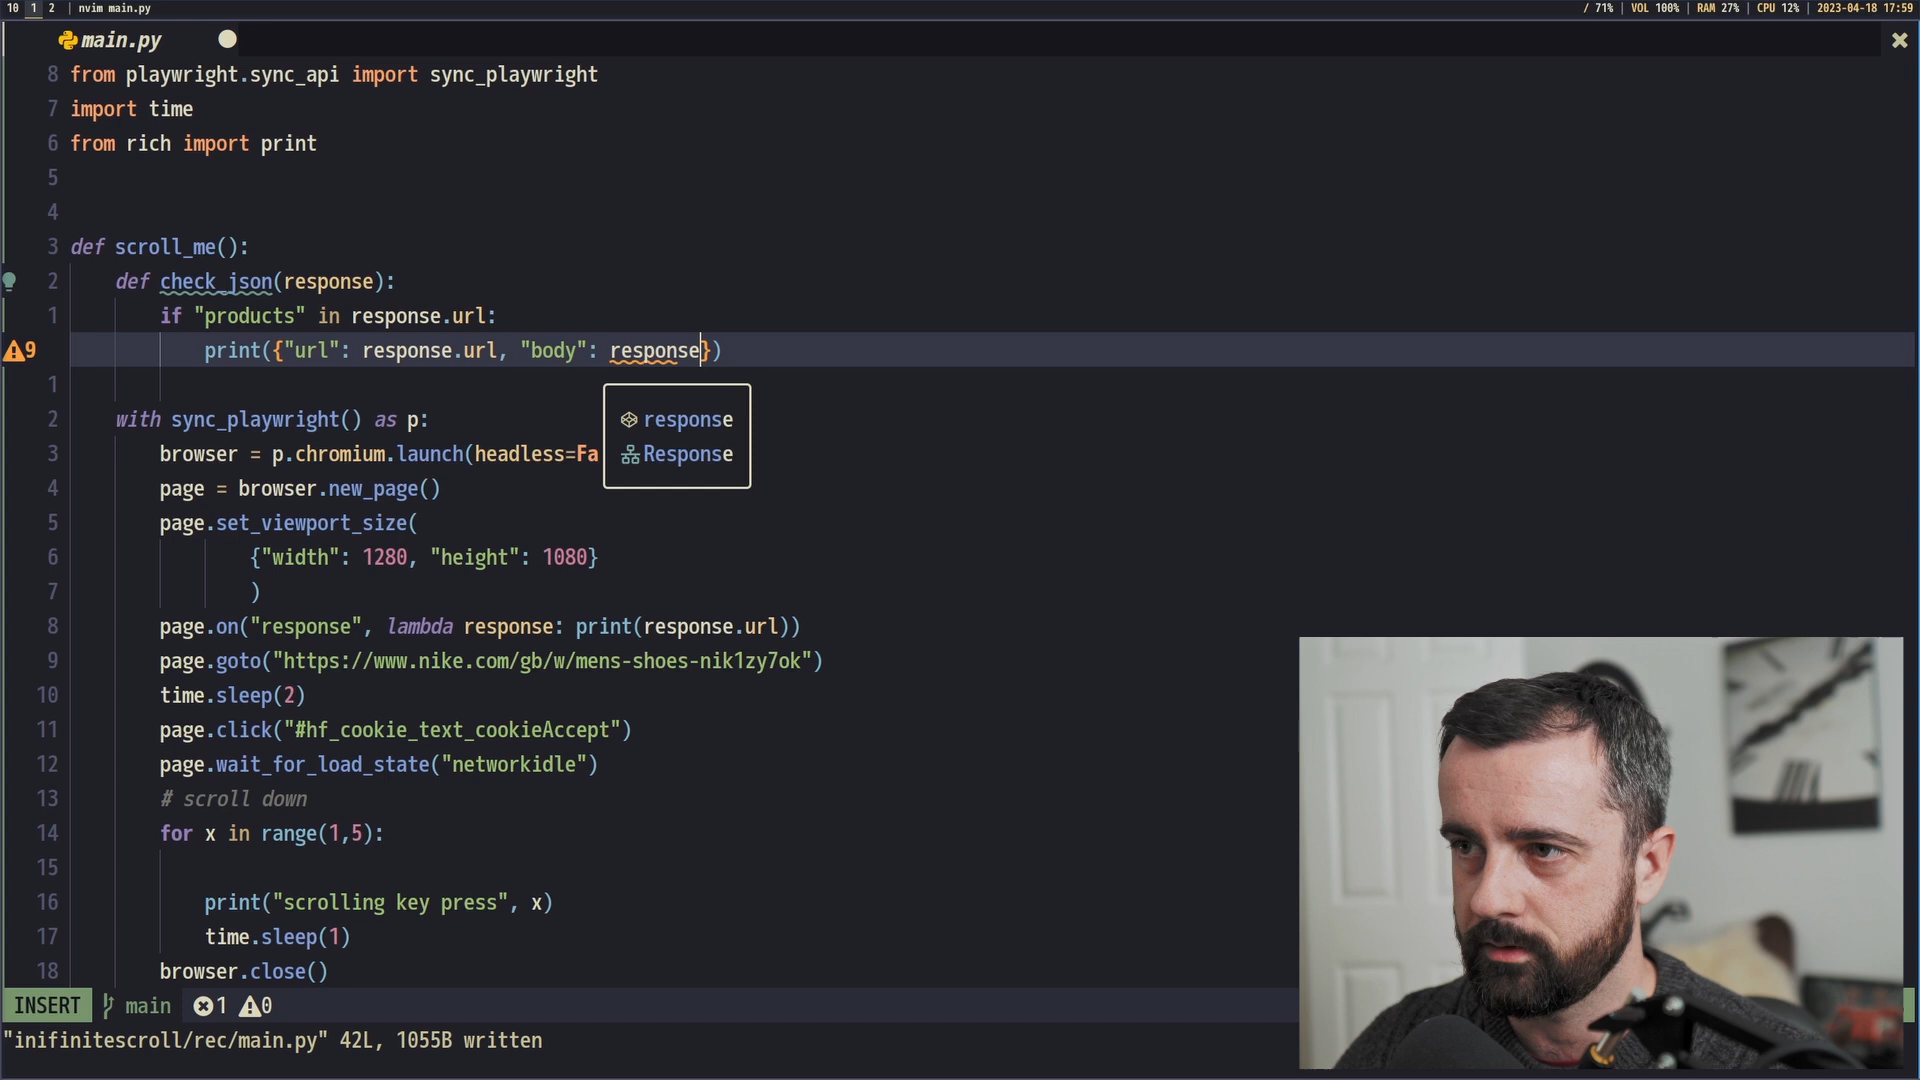 10 1 2 | nvim main.py
/ 71% | VOL 100% | RAM 27% | CPU 12% | 2023-04-18 17:59
main.py
8 from playwright.sync_api import sync_playwright
7 import time
6 from rich import print
5
4
3 def scroll_me():
2 def check_json(response):
1 if "products" in response.url:
9 print({"url": response.url, "body": response})
1
response
2 with sync_playwright() as p:
Response
3 browser = p.chromium.launch(headless=Fa
4 page = browser.new_page()
5 page.set_viewport_size(
6 {"width": 1280, "height": 1080}
7 )
8 page.on("response", lambda response: print(response.url))
9 page.goto("https://www.nike.com/gb/w/mens-shoes-nik1zy7ok")
10 time.sleep(2)
11 page.click("#hf_cookie_text_cookieAccept")
12 page.wait_for_load_state("networkidle")
13 # scroll down
14 for x in range(1,5):
15
16 print("scrolling key press", x)
17 time.sleep(1)
18 browser.close()
INSERT main 1 0
"inifinitescroll/rec/main.py" 42L, 1055B written